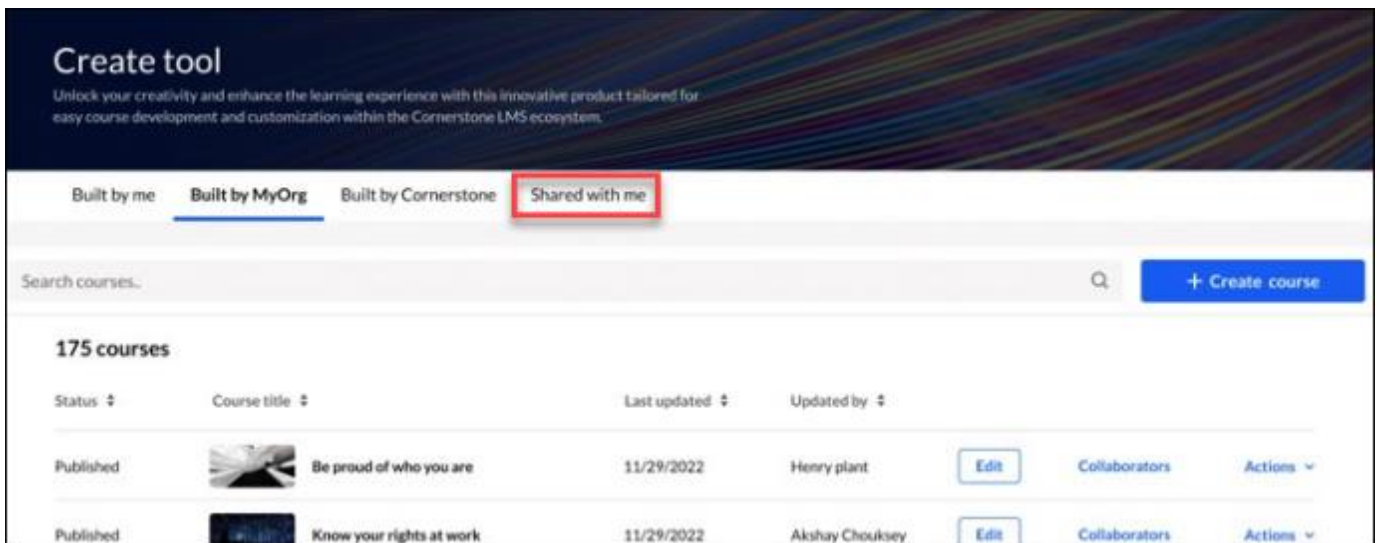 Create tool
Unlock your creativity and enhance the learning experience with this innovative product tailored for
easy course development and customization within the Cornerstone LMS ecosystem.
Built by me Built by MyOrg Built by Cornerstone Shared with me
Search courses.. + Create course
175 courses
Status Course title Last updated Updated by
Published Be proud of who you are 11/29/2022 Henry plant Edit Collaborators Actions
Published Know your rights at work 11/29/2022 Akshay Chouksey Edit Collaborators Actions